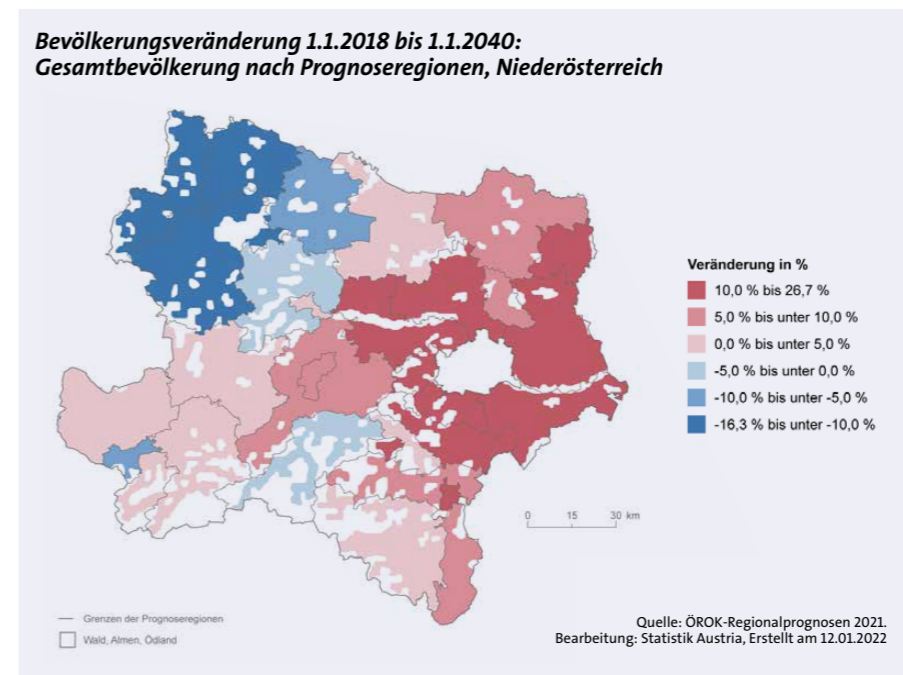 Bevölkerungsveränderung 1.1.2018 bis 1.1.2040:
Gesamtbevölkerung nach Prognoseregionen, Niederösterreich
Veränderung in %
10,0 % bis 26,7 %
5,0 % bis unter 10,0 %
0,0 % bis unter 5,0 %
-5,0 % bis unter 0,0 %
-10,0 % bis unter -5,0 %
-16,3 % bis unter -10,0 %
0 15 30 km
Grenzen der Prognoseregionen
Wald, Almen, Ödland
Quelle: ÖROK-Regionalprognosen 2021.
Bearbeitung: Statistik Austria, Erstellt am 12.01.2022